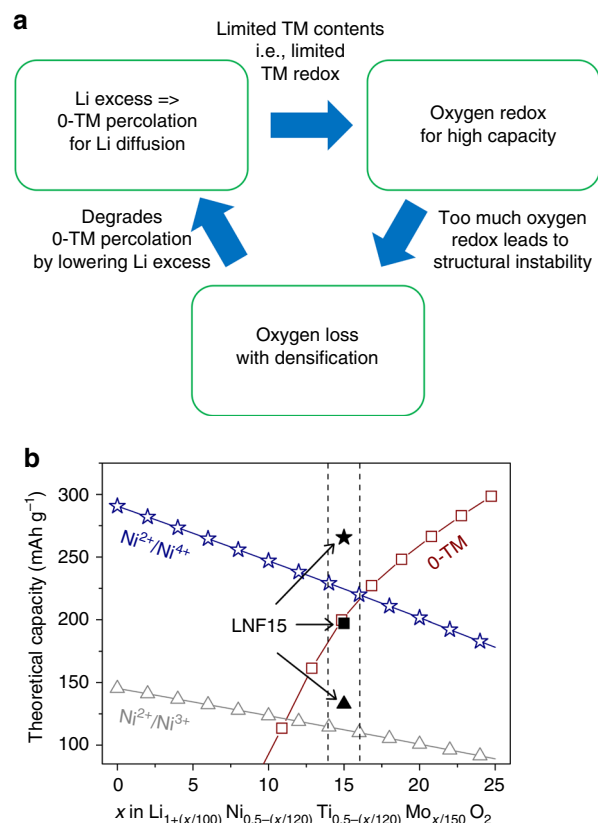 a
Limited TM contents
i.e., limited
TM redox
Li excess =>
0-TM percolation
for Li diffusion
Oxygen redox
for high capacity
Degrades
0-TM percolation
by lowering Li excess
Too much oxygen
redox leads to
structural instability
Oxygen loss
with densification
b
Theoretical capacity (mAh g⁻¹)
300
250
200
150
100
Ni²⁺/Ni⁴⁺
0-TM
LNF15
Ni²⁺/Ni³⁺
0 5 10 15 20 25
x in Li₁₊₍ₓ/₁₀₀₎ Ni₀.₅₋₍ₓ/₁₂₀₎ Ti₀.₅₋₍ₓ/₁₂₀₎ Moₓ/₁₅₀ O₂